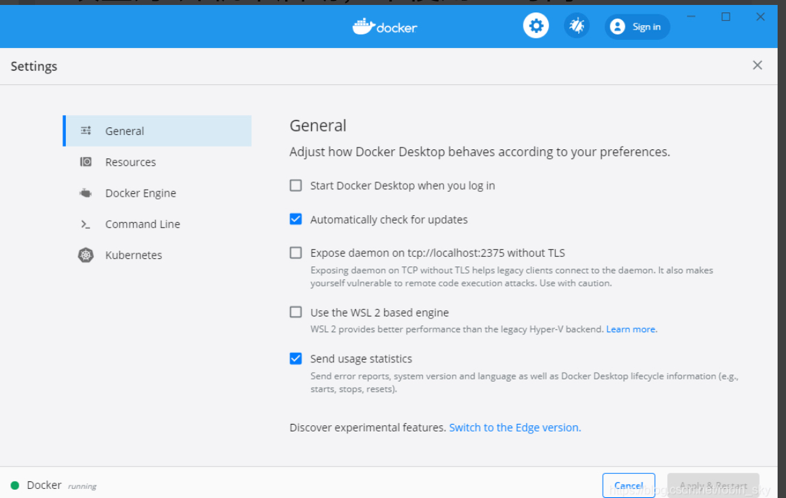 docker
Sign in
Settings
General
Resources
Docker Engine
Command Line
Kubernetes
General
Adjust how Docker Desktop behaves according to your preferences.
Start Docker Desktop when you log in
Automatically check for updates
Expose daemon on tcp://localhost:2375 without TLS
Exposing daemon on TCP without TLS helps legacy clients connect to the daemon. It also makes
yourself vulnerable to remote code execution attacks. Use with caution.
Use the WSL 2 based engine
WSL 2 provides better performance than the legacy Hyper-V backend. Learn more.
Send usage statistics
Send error reports, system version and language as well as Docker Desktop lifecycle information (e.g.,
starts, stops, resets).
Discover experimental features. Switch to the Edge version.
Docker running
Cancel
Apply & Restart